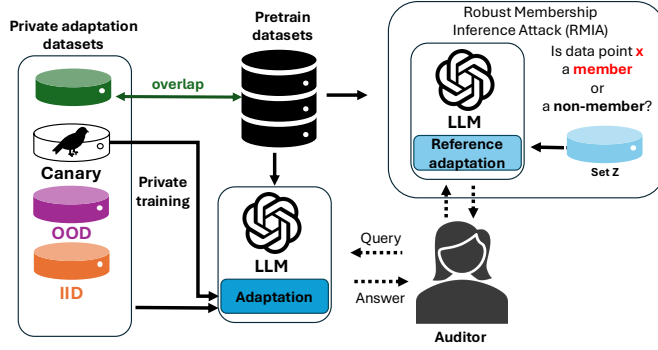 Private adaptation
datasets
Pretrain
datasets
Robust Membership
Inference Attack (RMIA)
Is data point x
a member
or
a non-member?
overlap
LLM
Reference
adaptation
Set Z
Canary
Private
training
OOD
IID
LLM
Adaptation
Query
Answer
Auditor